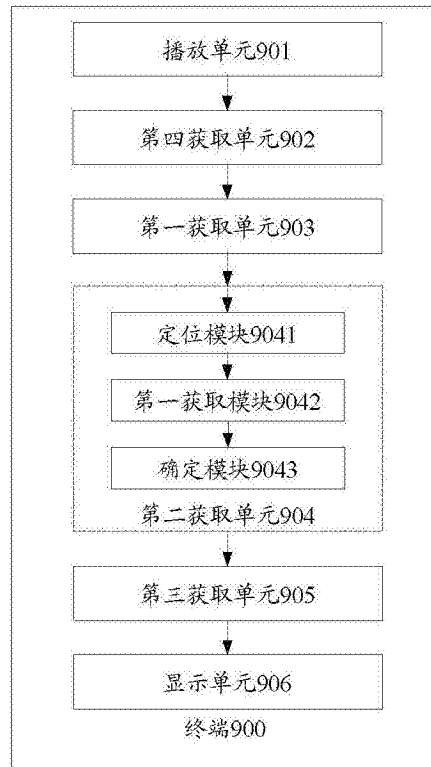 播放单元901
第四获取单元902
第一获取单元903
定位模块9041
第一获取模块9042
确定模块9043
第二获取单元904
第三获取单元905
显示单元906
终端900